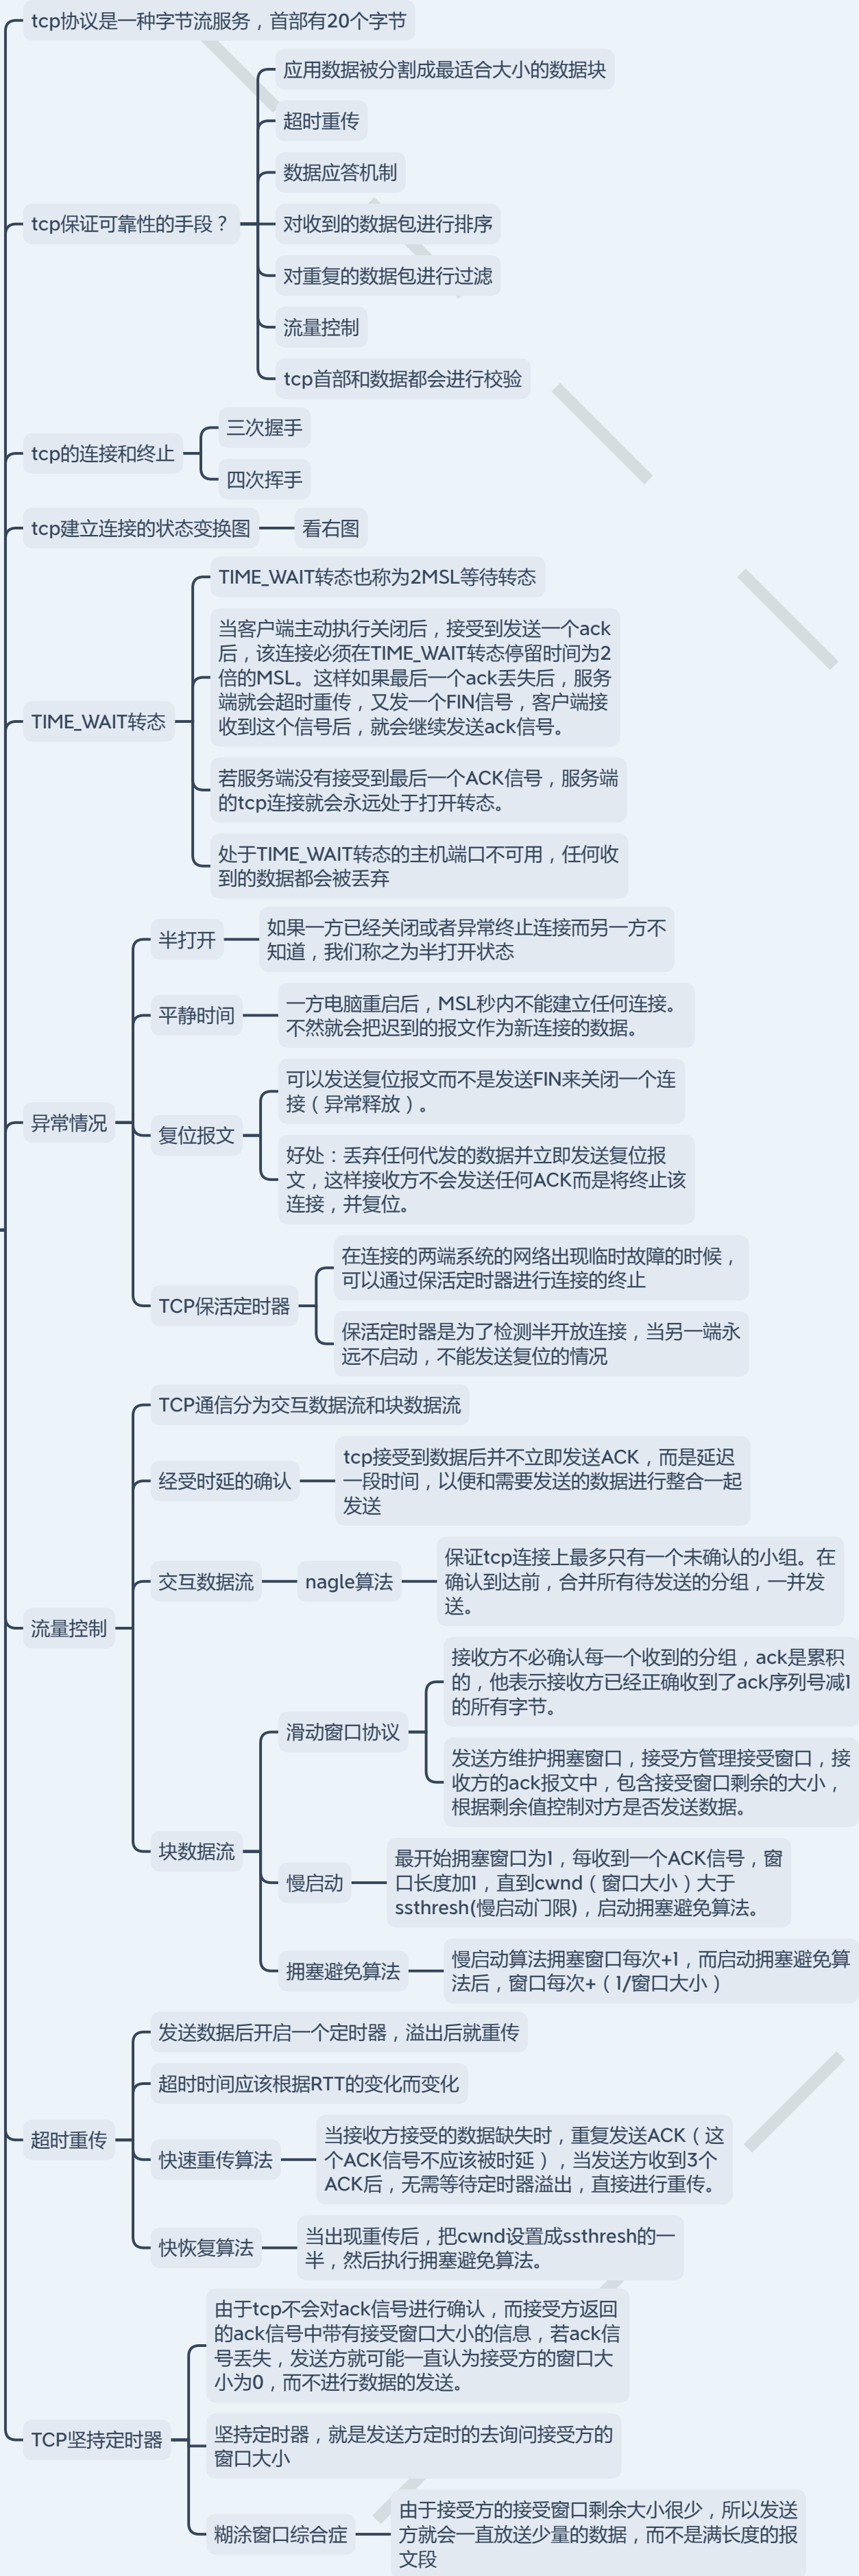 tcp协议是一种字节流服务，首部有20个字节
应用数据被分割成最适合大小的数据块
超时重传
数据应答机制
tcp保证可靠性的手段？
对收到的数据包进行排序
对重复的数据包进行过滤
流量控制
tcp首部和数据都会进行校验
三次握手
tcp的连接和终止
四次挥手
tcp建立连接的状态变换图
看右图
TIME_WAIT转态也称为2MSL等待转态
当客户端主动执行关闭后，接受到发送一个ack
后，该连接必须在TIME_WAIT转态停留时间为2
倍的MSL。这样如果最后一个ack丢失后，服务
端就会超时重传，又发一个FIN信号，客户端接
收到这个信号后，就会继续发送ack信号。
TIME_WAIT转态
若服务端没有接受到最后一个ACK信号，服务端
的tcp连接就会永远处于打开转态。
处于TIME_WAIT转态的主机端口不可用，任何收
到的数据都会被丢弃
半打开
如果一方已经关闭或者异常终止连接而另一方不
知道，我们称之为半打开状态
平静时间
一方电脑重启后，MSL秒内不能建立任何连接。
不然就会把迟到的报文作为新连接的数据。
异常情况
复位报文
可以发送复位报文而不是发送FIN来关闭一个连
接（异常释放）。
好处：丢弃任何代发的数据并立即发送复位报
文，这样接收方不会发送任何ACK而是将终止该
连接，并复位。
TCP保活定时器
在连接的两端系统的网络出现临时故障的时候，
可以通过保活定时器进行连接的终止
保活定时器是为了检测半开放连接，当另一端永
远不启动，不能发送复位的情况
TCP通信分为交互数据流和块数据流
经受时延的确认
tcp接受到数据后并不立即发送ACK，而是延迟
一段时间，以便和需要发送的数据进行整合一起
发送
交互数据流
nagle算法
保证tcp连接上最多只有一个未确认的小组。在
确认到达前，合并所有待发送的分组，一并发
送。
流量控制
滑动窗口协议
接收方不必确认每一个收到的分组，ack是累积
的，他表示接收方已经正确收到了ack序列号减1
的所有字节。
发送方维护拥塞窗口，接受方管理接受窗口，接
收方的ack报文中，包含接受窗口剩余的大小，
根据剩余值控制对方是否发送数据。
块数据流
慢启动
最开始拥塞窗口为1，每收到一个ACK信号，窗
口长度加1，直到cwnd（窗口大小）大于
ssthresh(慢启动门限)，启动拥塞避免算法。
拥塞避免算法
慢启动算法拥塞窗口每次+1，而启动拥塞避免算
法后，窗口每次+（1/窗口大小）
发送数据后开启一个定时器，溢出后就重传
超时时间应该根据RTT的变化而变化
超时重传
快速重传算法
当接收方接受的数据缺失时，重复发送ACK（这
个ACK信号不应该被时延），当发送方收到3个
ACK后，无需等待定时器溢出，直接进行重传。
快恢复算法
当出现重传后，把cwnd设置成ssthresh的一
半，然后执行拥塞避免算法。
由于tcp不会对ack信号进行确认，而接受方返回
的ack信号中带有接受窗口大小的信息，若ack信
号丢失，发送方就可能一直认为接受方的窗口大
小为0，而不进行数据的发送。
TCP坚持定时器
坚持定时器，就是发送方定时的去询问接受方的
窗口大小
糊涂窗口综合症
由于接受方的接受窗口剩余大小很少，所以发送
方就会一直放送少量的数据，而不是满长度的报
文段